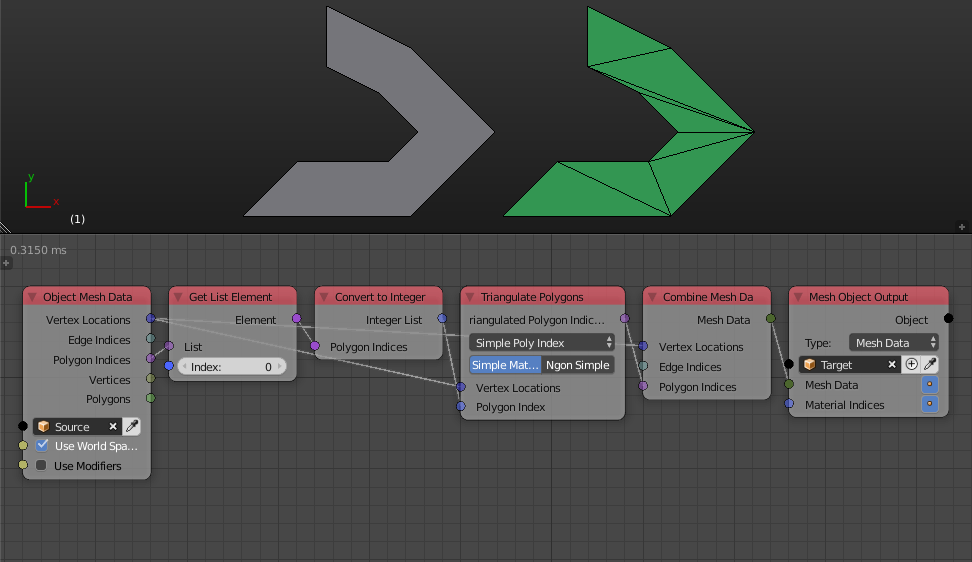 y
x
(1)
0.3150 ms
Object Mesh Data
Vertex Locations
Edge Indices
Polygon Indices
Vertices
Polygons
Source
Use World Spa...
Use Modifiers
Get List Element
Element
List
Index: 0
Convert to Integer
Integer List
Polygon Indices
Triangulate Polygons
riangulated Polygon Indic...
Simple Poly Index
Simple Mat... Ngon Simple
Vertex Locations
Polygon Index
Combine Mesh Da
Mesh Data
Vertex Locations
Edge Indices
Polygon Indices
Mesh Object Output
Object
Type: Mesh Data
Target
Mesh Data
Material Indices